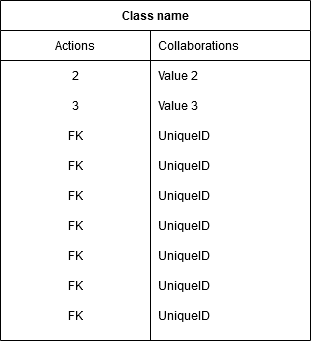 Class name
Actions Collaborations
2 Value 2
3 Value 3
FK UniqueID
FK UniqueID
FK UniqueID
FK UniqueID
FK UniqueID
FK UniqueID
FK UniqueID